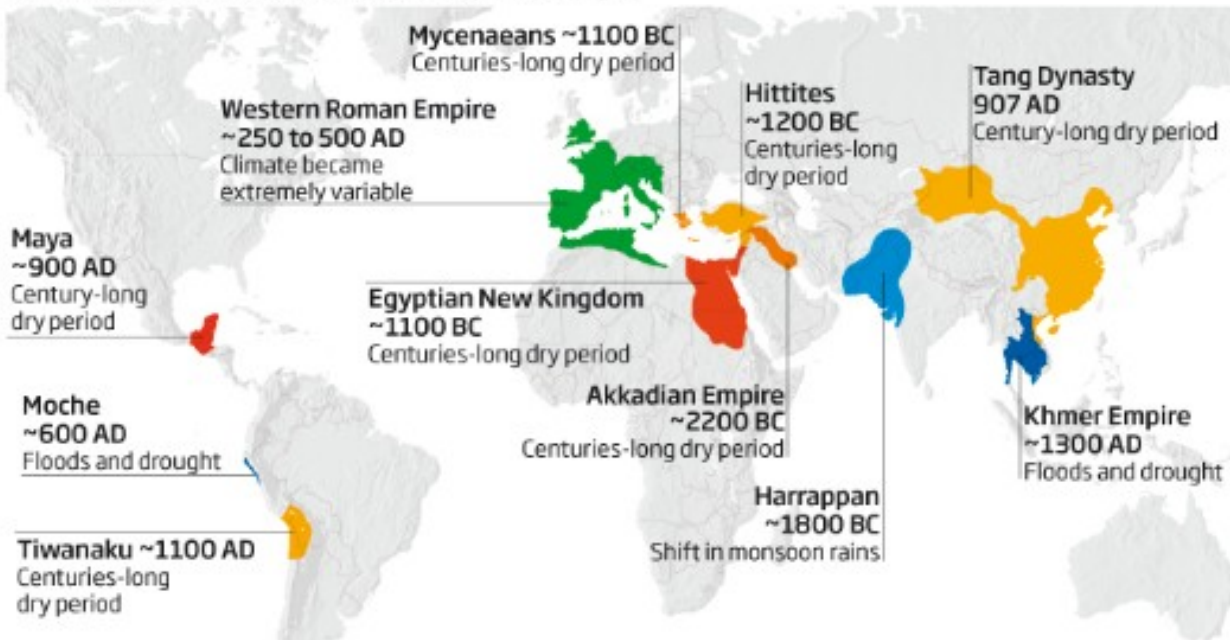 Mycenaeans ~1100 BC
Centuries-long dry period
Western Roman Empire
~250 to 500 AD
Climate became
extremely variable
Hittites
~1200 BC
Centuries-long
dry period
Tang Dynasty
907 AD
Century-long dry period
Maya
~900 AD
Century-long
dry period
Egyptian New Kingdom
~1100 BC
Centuries-long dry period
Akkadian Empire
~2200 BC
Centuries-long dry period
Moche
~600 AD
Floods and drought
Khmer Empire
~1300 AD
Floods and drought
Harrappan
~1800 BC
Shift in monsoon rains
Tiwanaku ~1100 AD
Centuries-long
dry period